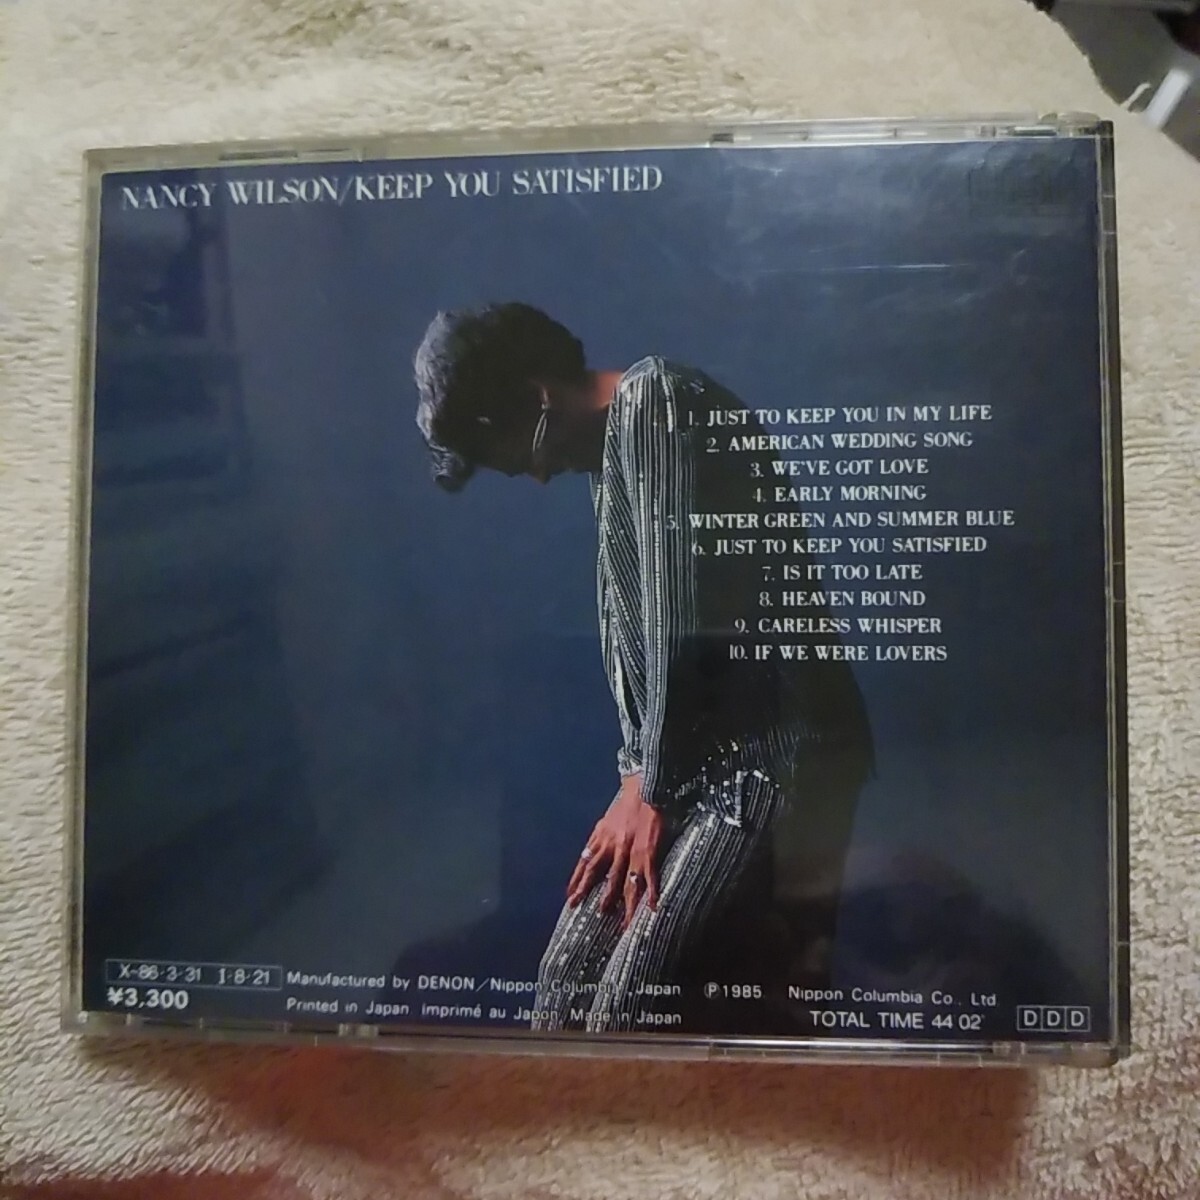 NANCY WILSON/KEEP YOU SATISFIED
1. JUST TO KEEP YOU IN MY LIFE
2. AMERICAN WEDDING SONG
3. WE'VE GOT LOVE
4. EARLY MORNING
5. WINTER GREEN AND SUMMER BLUE
6. JUST TO KEEP YOU SATISFIED
7. IS IT TOO LATE
8. HEAVEN BOUND
9. CARELESS WHISPER
10. IF WE WERE LOVERS
X-86·3·31 I·8·21
¥3,300
Manufactured by DENON/Nippon Columbia, Japan ℗1985 Nippon Columbia Co., Ltd
Printed in Japan imprimé au Japon, Made in Japan
TOTAL TIME 44 02"
DDD